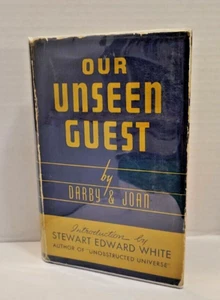 OUR
UNSEEN
GUEST
by
DARBY & JOAN
Introduction by
STEWART EDWARD WHITE
AUTHOR OF "UNOBSTRUCTED UNIVERSE"